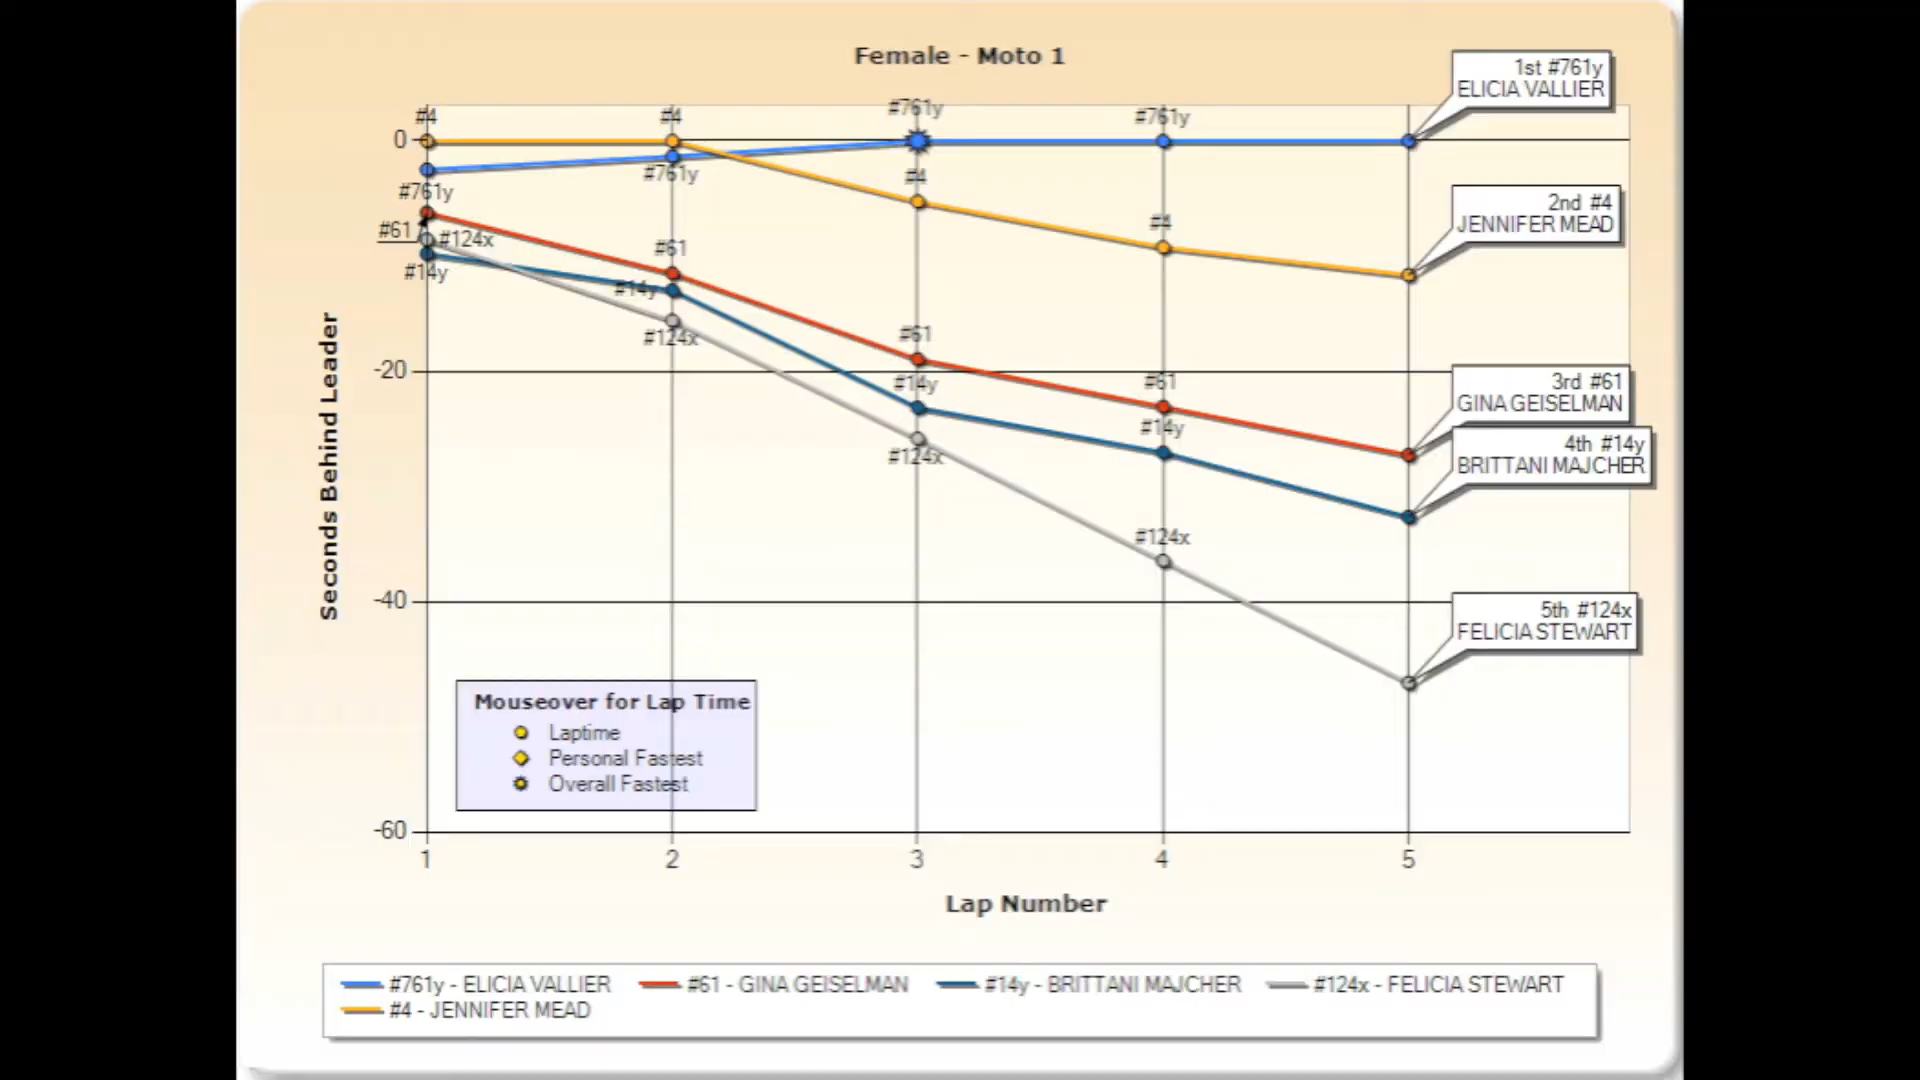 Female - Moto 1
1st #761y
ELICIA VALLIER
#4
#4
#761y
#761y
0
#761y
#761y
#4
2nd #4
JENNIFER MEAD
#61
#124x
#14y
#61
#14y
#124x
#4
#61
#14y
#124x
-20
#61
#14y
3rd #61
GINA GEISELMAN
4th #14y
BRITTANI MAJCHER
#124x
-40
5th #124x
FELICIA STEWART
Seconds Behind Leader
Mouseover for Lap Time
Laptime
Personal Fastest
Overall Fastest
-60
1 2 3 4 5
Lap Number
#761y - ELICIA VALLIER #61 - GINA GEISELMAN #14y - BRITTANI MAJCHER #124x - FELICIA STEWART
#4 - JENNIFER MEAD